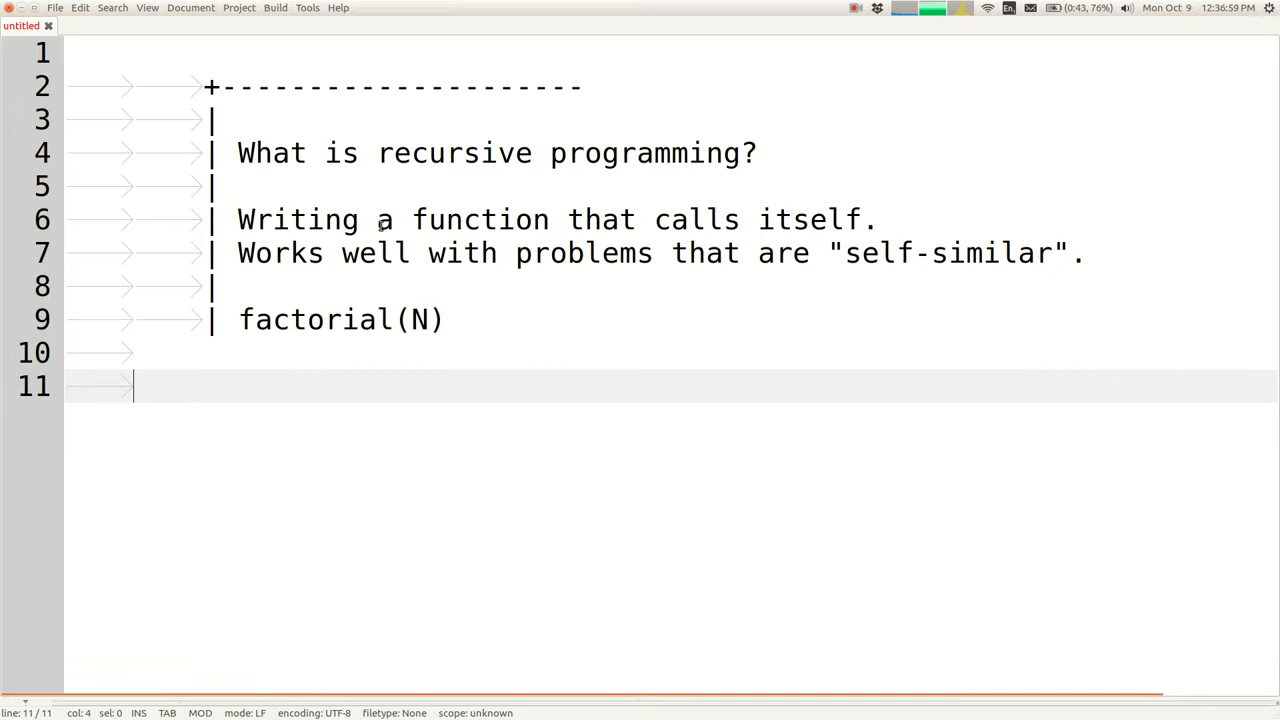 File Edit Search View Document Project Build Tools Help En (0:43, 76%) Mon Oct 9 12:36:59 PM
untitled
1
2 +---------------------
3 |
4 | What is recursive programming?
5 |
6 | Writing a function that calls itself.
7 | Works well with problems that are "self-similar".
8 |
9 | factorial(N)
10
11
line: 11 / 11 col: 4 sel: 0 INS TAB MOD mode: LF encoding: UTF-8 filetype: None scope: unknown